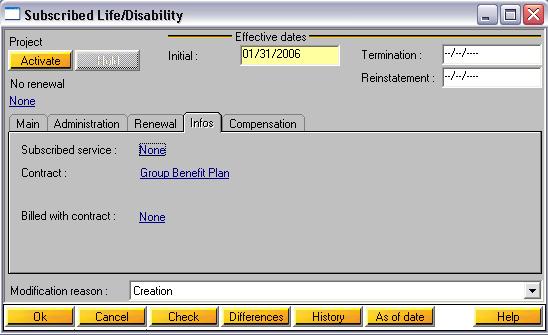 Subscribed Life/Disability
Project
Activate Hold
No renewal
None
Effective dates
Initial : 01/31/2006
Termination : --/--/----
Reinstatement : --/--/----
Main Administration Renewal Infos Compensation
Subscribed service : None
Contract : Group Benefit Plan
Billed with contract : None
Modification reason : Creation
Ok Cancel Check Differences History As of date Help